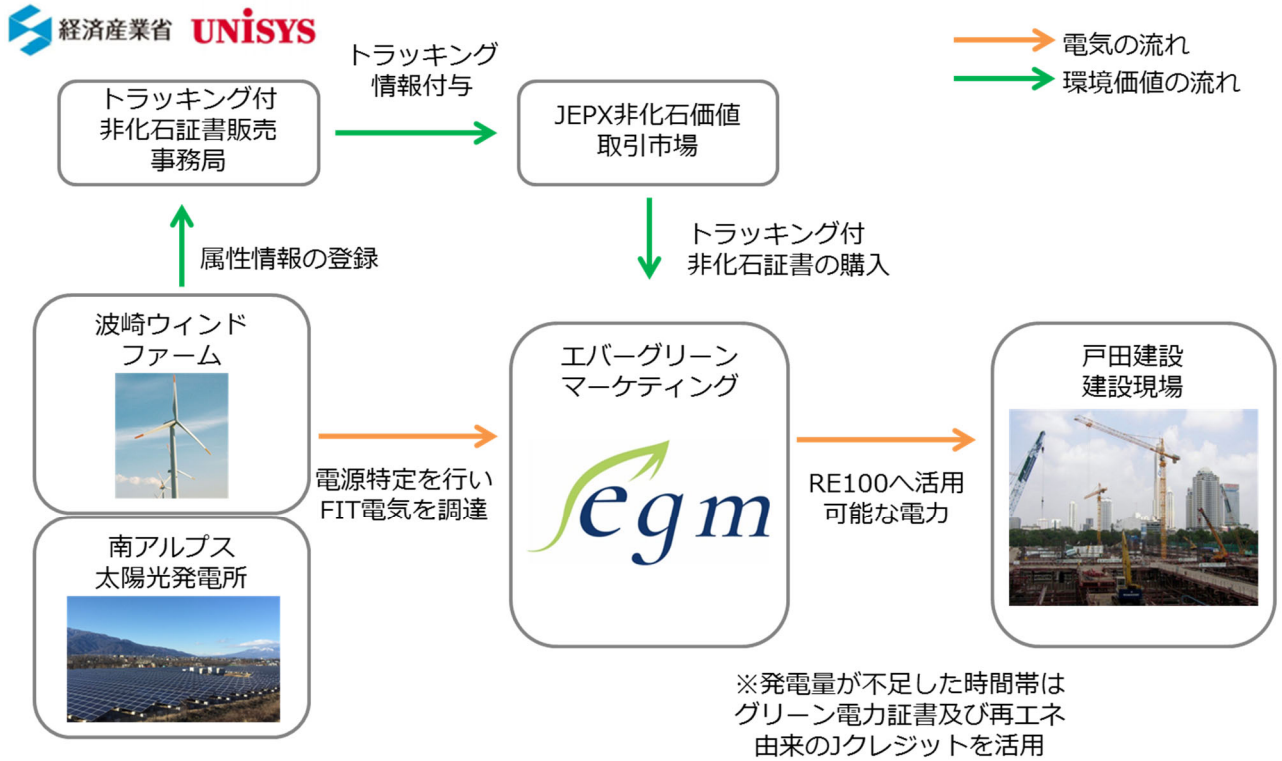 経済産業省 UNiSYS
電気の流れ
環境価値の流れ
トラッキング
情報付与
トラッキング付
非化石証書販売
事務局
JEPX非化石価値
取引市場
属性情報の登録
トラッキング付
非化石証書の購入
波崎ウィンド
ファーム
エバーグリーン
マーケティング
egm
戸田建設
建設現場
電源特定を行い
FIT電気を調達
RE100へ活用
可能な電力
南アルプス
太陽光発電所
※発電量が不足した時間帯は
グリーン電力証書及び再エネ
由来のJクレジットを活用